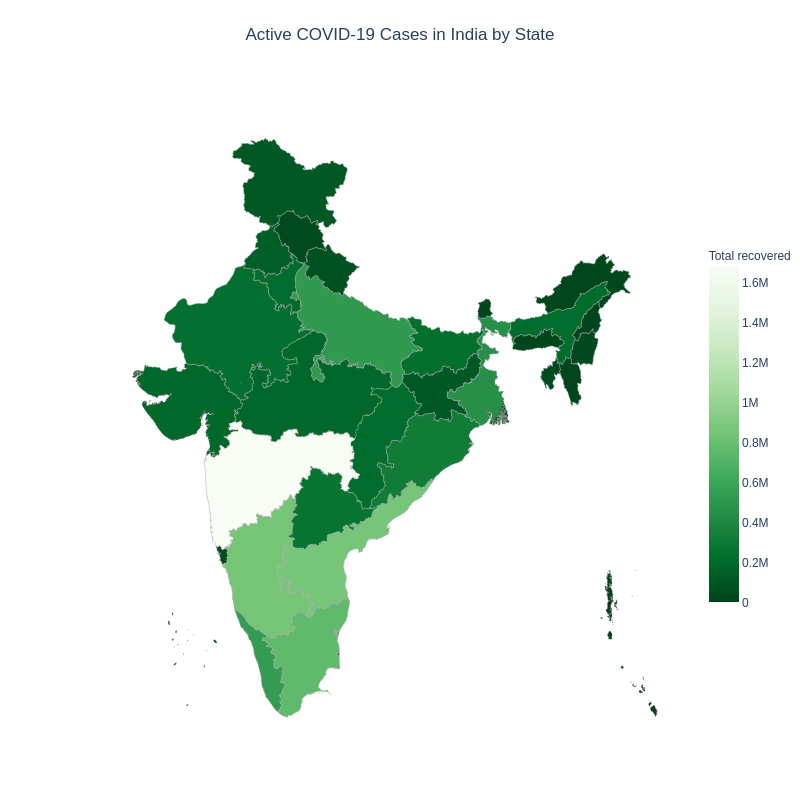 Active COVID-19 Cases in India by State
Total recovered
1.6M
1.4M
1.2M
1M
0.8M
0.6M
0.4M
0.2M
0